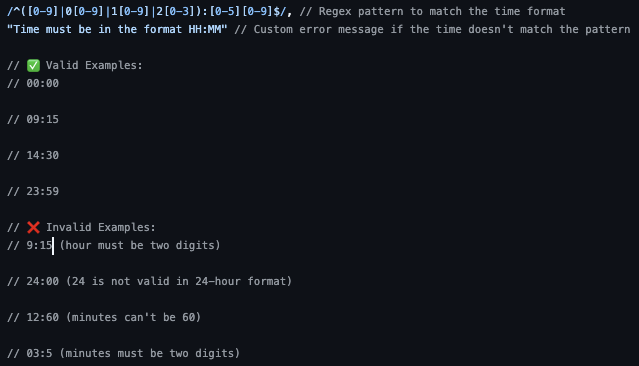 /^([0-9]|0[0-9]|1[0-9]|2[0-3]):[0-5][0-9]$/, // Regex pattern to match the time format
"Time must be in the format HH:MM" // Custom error message if the time doesn't match the pattern
// ✅ Valid Examples:
// 00:00
// 09:15
// 14:30
// 23:59
// ❌ Invalid Examples:
// 9:15 (hour must be two digits)
// 24:00 (24 is not valid in 24-hour format)
// 12:60 (minutes can't be 60)
// 03:5 (minutes must be two digits)